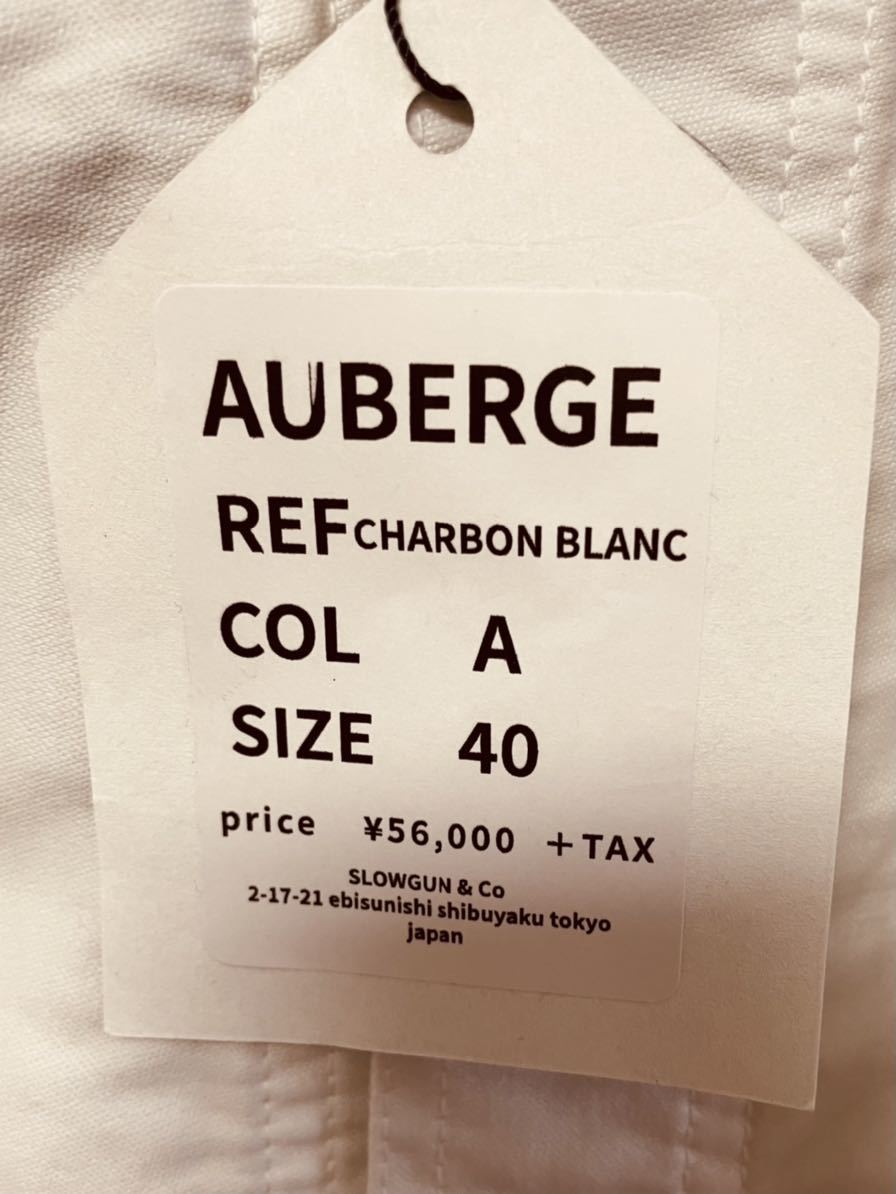 AUBERGE
REF CHARBON BLANC
COL A
SIZE 40
price ¥56,000 +TAX
SLOWGUN & Co
2-17-21 ebisunishi shibuyaku tokyo
japan